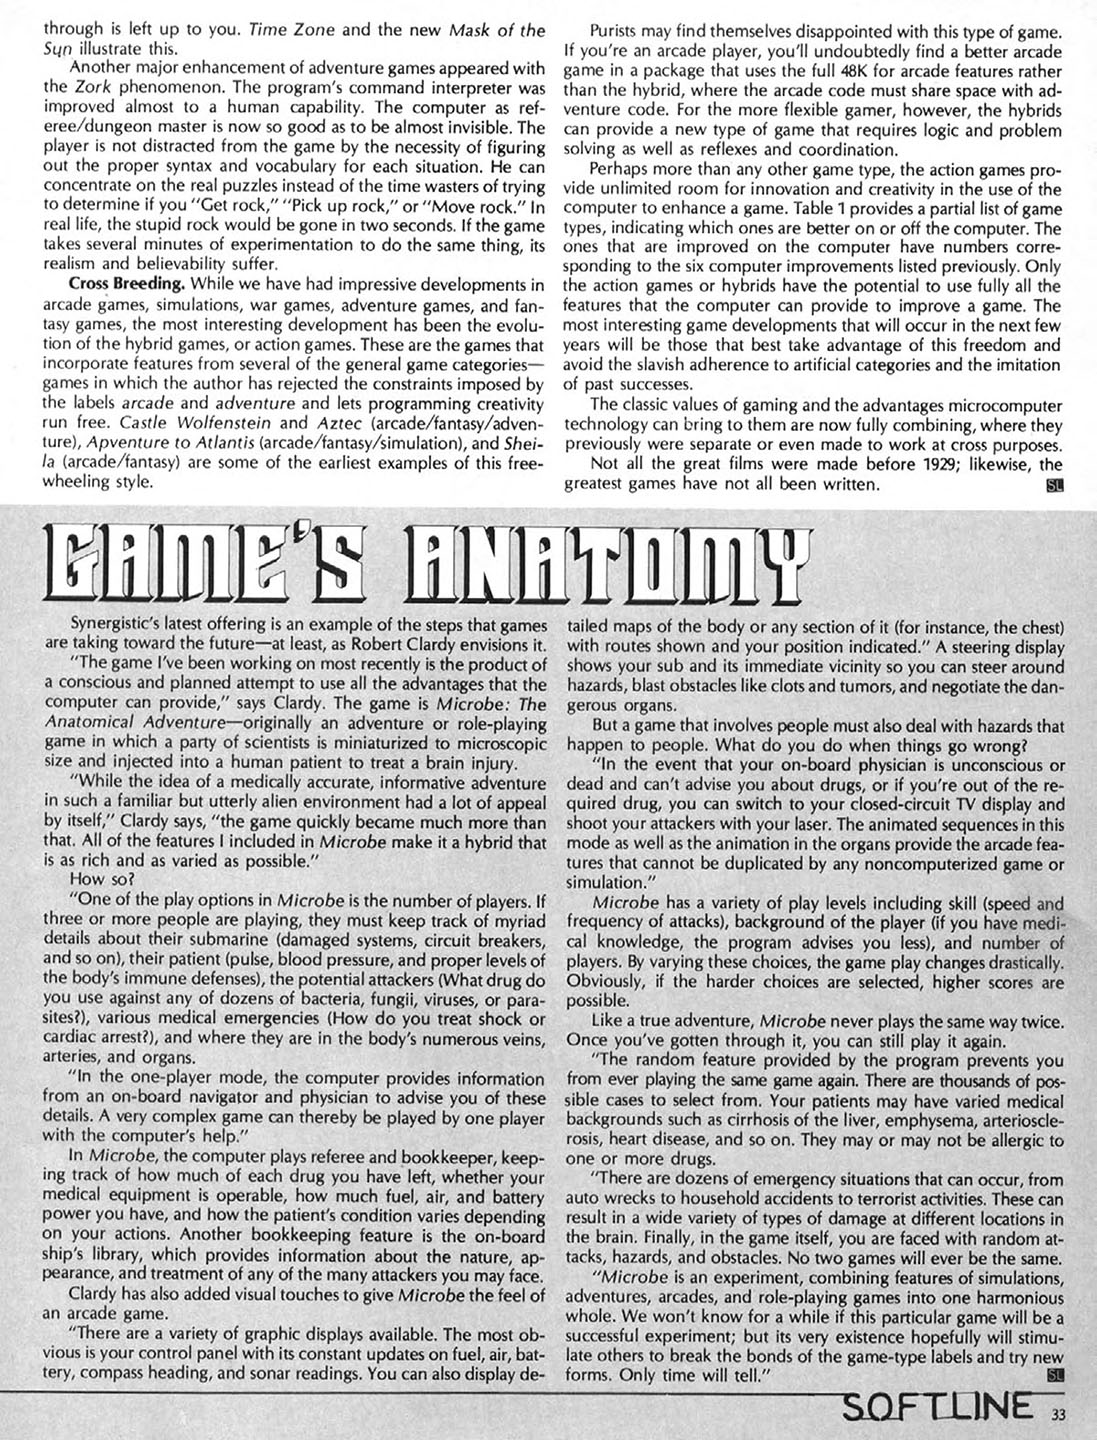 through is left up to you. Time Zone and the new Mask of the
Sun illustrate this.
Another major enhancement of adventure games appeared with
the Zork phenomenon. The program's command interpreter was
improved almost to a human capability. The computer as ref-
eree/dungeon master is now so good as to be almost invisible. The
player is not distracted from the game by the necessity of figuring
out the proper syntax and vocabulary for each situation. He can
concentrate on the real puzzles instead of the time wasters of trying
to determine if you "Get rock," "Pick up rock," or "Move rock." In
real life, the stupid rock would be gone in two seconds. If the game
takes several minutes of experimentation to do the same thing, its
realism and believability suffer.
Cross Breeding. While we have had impressive developments in
arcade games, simulations, war games, adventure games, and fan-
tasy games, the most interesting development has been the evolu-
tion of the hybrid games, or action games. These are the games that
incorporate features from several of the general game categories—
games in which the author has rejected the constraints imposed by
the labels arcade and adventure and lets programming creativity
run free. Castle Wolfenstein and Aztec (arcade/fantasy/adven-
ture), Apventure to Atlantis (arcade/fantasy/simulation), and Shei-
la (arcade/fantasy) are some of the earliest examples of this free-
wheeling style.
Purists may find themselves disappointed with this type of game.
If you're an arcade player, you'll undoubtedly find a better arcade
game in a package that uses the full 48K for arcade features rather
than the hybrid, where the arcade code must share space with ad-
venture code. For the more flexible gamer, however, the hybrids
can provide a new type of game that requires logic and problem
solving as well as reflexes and coordination.
Perhaps more than any other game type, the action games pro-
vide unlimited room for innovation and creativity in the use of the
computer to enhance a game. Table 1 provides a partial list of game
types, indicating which ones are better on or off the computer. The
ones that are improved on the computer have numbers corre-
sponding to the six computer improvements listed previously. Only
the action games or hybrids have the potential to use fully all the
features that the computer can provide to improve a game. The
most interesting game developments that will occur in the next few
years will be those that best take advantage of this freedom and
avoid the slavish adherence to artificial categories and the imitation
of past successes.
The classic values of gaming and the advantages microcomputer
technology can bring to them are now fully combining, where they
previously were separate or even made to work at cross purposes.
Not all the great films were made before 1929; likewise, the
greatest games have not all been written. SL
GAME'S ANATOMY
Synergistic's latest offering is an example of the steps that games
are taking toward the future—at least, as Robert Clardy envisions it.
"The game I've been working on most recently is the product of
a conscious and planned attempt to use all the advantages that the
computer can provide," says Clardy. The game is Microbe: The
Anatomical Adventure—originally an adventure or role-playing
game in which a party of scientists is miniaturized to microscopic
size and injected into a human patient to treat a brain injury.
"While the idea of a medically accurate, informative adventure
in such a familiar but utterly alien environment had a lot of appeal
by itself," Clardy says, "the game quickly became much more than
that. All of the features I included in Microbe make it a hybrid that
is as rich and as varied as possible."
How so?
"One of the play options in Microbe is the number of players. If
three or more people are playing, they must keep track of myriad
details about their submarine (damaged systems, circuit breakers,
and so on), their patient (pulse, blood pressure, and proper levels of
the body's immune defenses), the potential attackers (What drug do
you use against any of dozens of bacteria, fungii, viruses, or para-
sites?), various medical emergencies (How do you treat shock or
cardiac arrest?), and where they are in the body's numerous veins,
arteries, and organs.
"In the one-player mode, the computer provides information
from an on-board navigator and physician to advise you of these
details. A very complex game can thereby be played by one player
with the computer's help."
In Microbe, the computer plays referee and bookkeeper, keep-
ing track of how much of each drug you have left, whether your
medical equipment is operable, how much fuel, air, and battery
power you have, and how the patient's condition varies depending
on your actions. Another bookkeeping feature is the on-board
ship's library, which provides information about the nature, ap-
pearance, and treatment of any of the many attackers you may face.
Clardy has also added visual touches to give Microbe the feel of
an arcade game.
"There are a variety of graphic displays available. The most ob-
vious is your control panel with its constant updates on fuel, air, bat-
tery, compass heading, and sonar readings. You can also display de-
tailed maps of the body or any section of it (for instance, the chest)
with routes shown and your position indicated." A steering display
shows your sub and its immediate vicinity so you can steer around
hazards, blast obstacles like clots and tumors, and negotiate the dan-
gerous organs.
But a game that involves people must also deal with hazards that
happen to people. What do you do when things go wrong?
"In the event that your on-board physician is unconscious or
dead and can't advise you about drugs, or if you're out of the re-
quired drug, you can switch to your closed-circuit TV display and
shoot your attackers with your laser. The animated sequences in this
mode as well as the animation in the organs provide the arcade fea-
tures that cannot be duplicated by any noncomputerized game or
simulation."
Microbe has a variety of play levels including skill (speed and
frequency of attacks), background of the player (if you have medi-
cal knowledge, the program advises you less), and number of
players. By varying these choices, the game play changes drastically.
Obviously, if the harder choices are selected, higher scores are
possible.
Like a true adventure, Microbe never plays the same way twice.
Once you've gotten through it, you can still play it again.
"The random feature provided by the program prevents you
from ever playing the same game again. There are thousands of pos-
sible cases to select from. Your patients may have varied medical
backgrounds such as cirrhosis of the liver, emphysema, arterioscle-
rosis, heart disease, and so on. They may or may not be allergic to
one or more drugs.
"There are dozens of emergency situations that can occur, from
auto wrecks to household accidents to terrorist activities. These can
result in a wide variety of types of damage at different locations in
the brain. Finally, in the game itself, you are faced with random at-
tacks, hazards, and obstacles. No two games will ever be the same.
"Microbe is an experiment, combining features of simulations,
adventures, arcades, and role-playing games into one harmonious
whole. We won't know for a while if this particular game will be a
successful experiment; but its very existence hopefully will stimu-
late others to break the bonds of the game-type labels and try new
forms. Only time will tell." SL
SOFTLINE 33